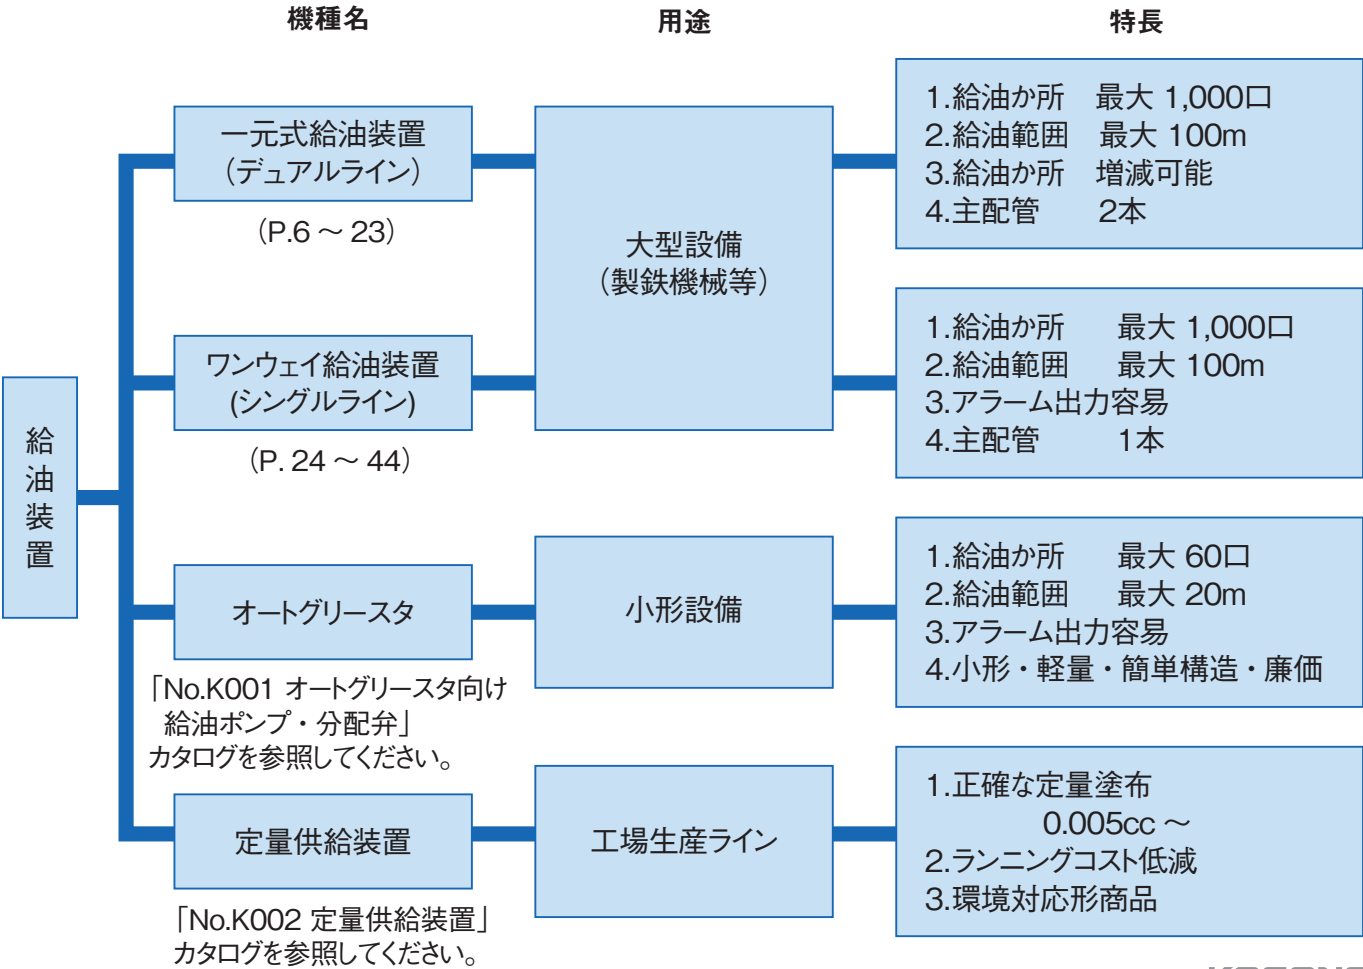 機種名 用途 特長
給油装置
一元式給油装置
（デュアルライン）
（P.6 ～ 23）
ワンウェイ給油装置
(シングルライン)
（P. 24 ～ 44）
大型設備
（製鉄機械等）
1.給油か所 最大 1,000口
2.給油範囲 最大 100m
3.給油か所 増減可能
4.主配管 2本
1.給油か所 最大 1,000口
2.給油範囲 最大 100m
3.アラーム出力容易
4.主配管 1本
オートグリースタ
「No.K001 オートグリースタ向け
給油ポンプ・分配弁」
カタログを参照してください。
小形設備
1.給油か所 最大 60口
2.給油範囲 最大 20m
3.アラーム出力容易
4.小形・軽量・簡単構造・廉価
定量供給装置
「No.K002 定量供給装置」
カタログを参照してください。
工場生産ライン
1.正確な定量塗布
0.005cc ～
2.ランニングコスト低減
3.環境対応形商品